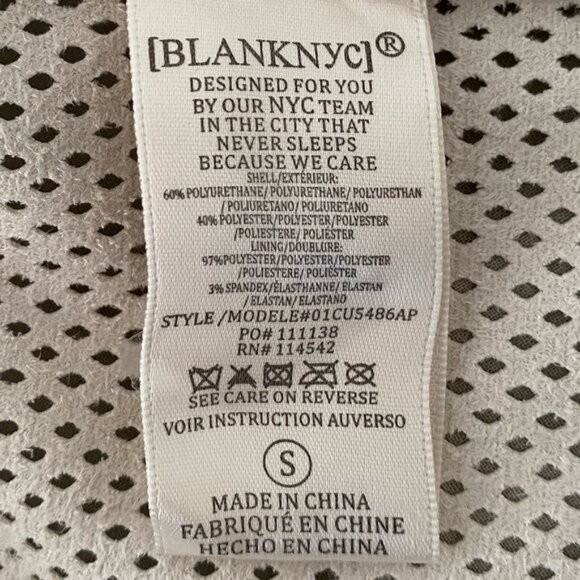 [BLANKNYC]®
DESIGNED FOR YOU
BY OUR NYC TEAM
IN THE CITY THAT
NEVER SLEEPS
BECAUSE WE CARE
SHELL/EXTÉRIEUR:
60% POLYURETHANE/POLYURETHANE/POLYURETHAN
/POLIURETANO/POLIURETANO
40% POLYESTER/POLYESTER/POLYESTER
/POLIESTERE/POLIÉSTER
LINING/DOUBLURE:
97%POLYESTER/POLYESTER/POLYESTER
/POLIESTERE/POLIÉSTER
3% SPANDEX/ÉLASTHANNE/ELASTAN
/ELASTAN/ELASTANO
STYLE /MODELE#01CU5486AP
PO# 111138
RN# 114542
SEE CARE ON REVERSE
VOIR INSTRUCTION AUVERSO
S
MADE IN CHINA
FABRIQUÉ EN CHINE
HECHO EN CHINA